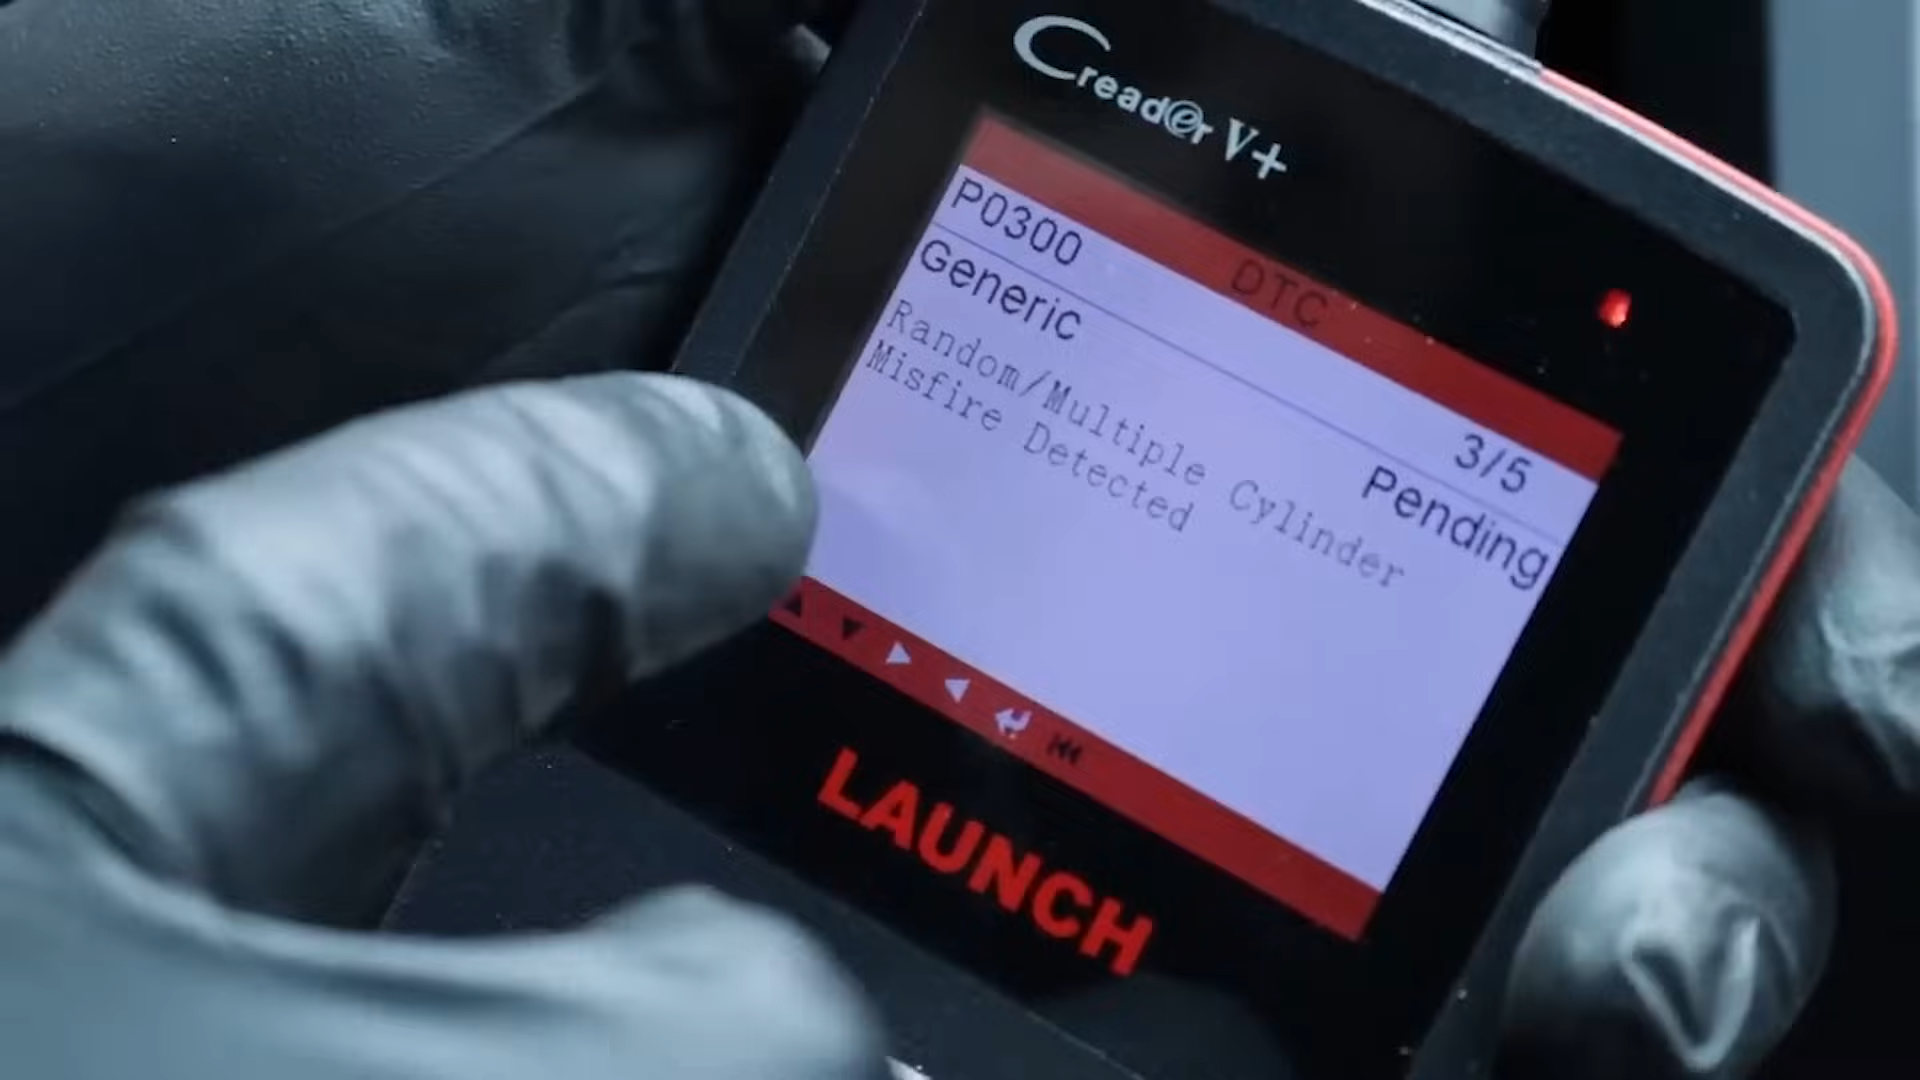 Creader V+
DTC
P0300 3/5
Generic Pending
Random/Multiple Cylinder
Misfire Detected
LAUNCH